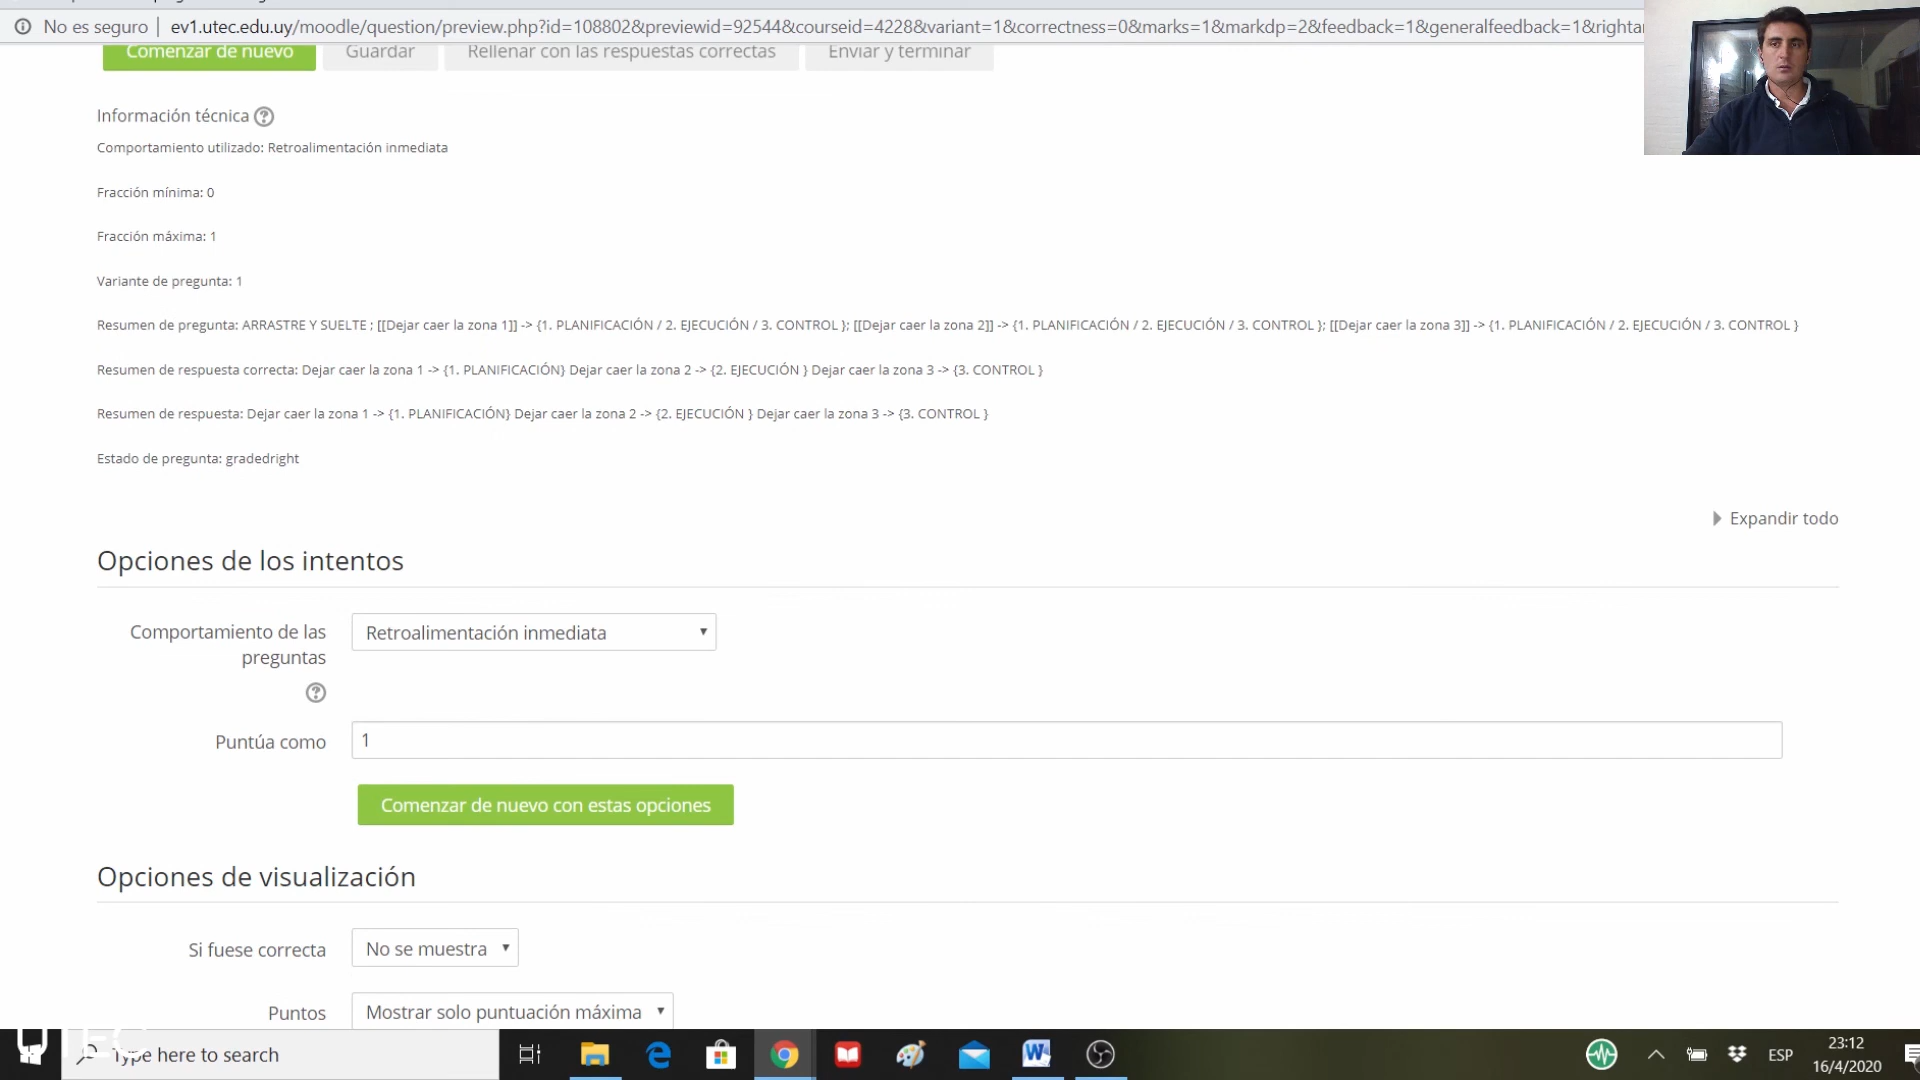 No es seguro | ev1.utec.edu.uy/moodle/question/preview.php?id=108802&previewid=92544&courseid=4228&variant=1&correctness=0&marks=1&markdp=2&feedback=1&generalfeedback=1&rightar
Comenzar de nuevo Guardar Rellenar con las respuestas correctas Enviar y terminar
Información técnica
Comportamiento utilizado: Retroalimentación inmediata
Fracción mínima: 0
Fracción máxima: 1
Variante de pregunta: 1
Resumen de pregunta: ARRASTRE Y SUELTE ; [[Dejar caer la zona 1]] -> {1. PLANIFICACIÓN / 2. EJECUCIÓN / 3. CONTROL }; [[Dejar caer la zona 2]] -> {1. PLANIFICACIÓN / 2. EJECUCIÓN / 3. CONTROL }; [[Dejar caer la zona 3]] -> {1. PLANIFICACIÓN / 2. EJECUCIÓN / 3. CONTROL }
Resumen de respuesta correcta: Dejar caer la zona 1 -> {1. PLANIFICACIÓN} Dejar caer la zona 2 -> {2. EJECUCIÓN } Dejar caer la zona 3 -> {3. CONTROL }
Resumen de respuesta: Dejar caer la zona 1 -> {1. PLANIFICACIÓN} Dejar caer la zona 2 -> {2. EJECUCIÓN } Dejar caer la zona 3 -> {3. CONTROL }
Estado de pregunta: gradedright
Expandir todo
Opciones de los intentos
Comportamiento de las preguntas
Retroalimentación inmediata
Puntúa como
1
Comenzar de nuevo con estas opciones
Opciones de visualización
Si fuese correcta
No se muestra
Puntos
Mostrar solo puntuación máxima
UTEC
Type here to search
ESP
23:12
16/4/2020